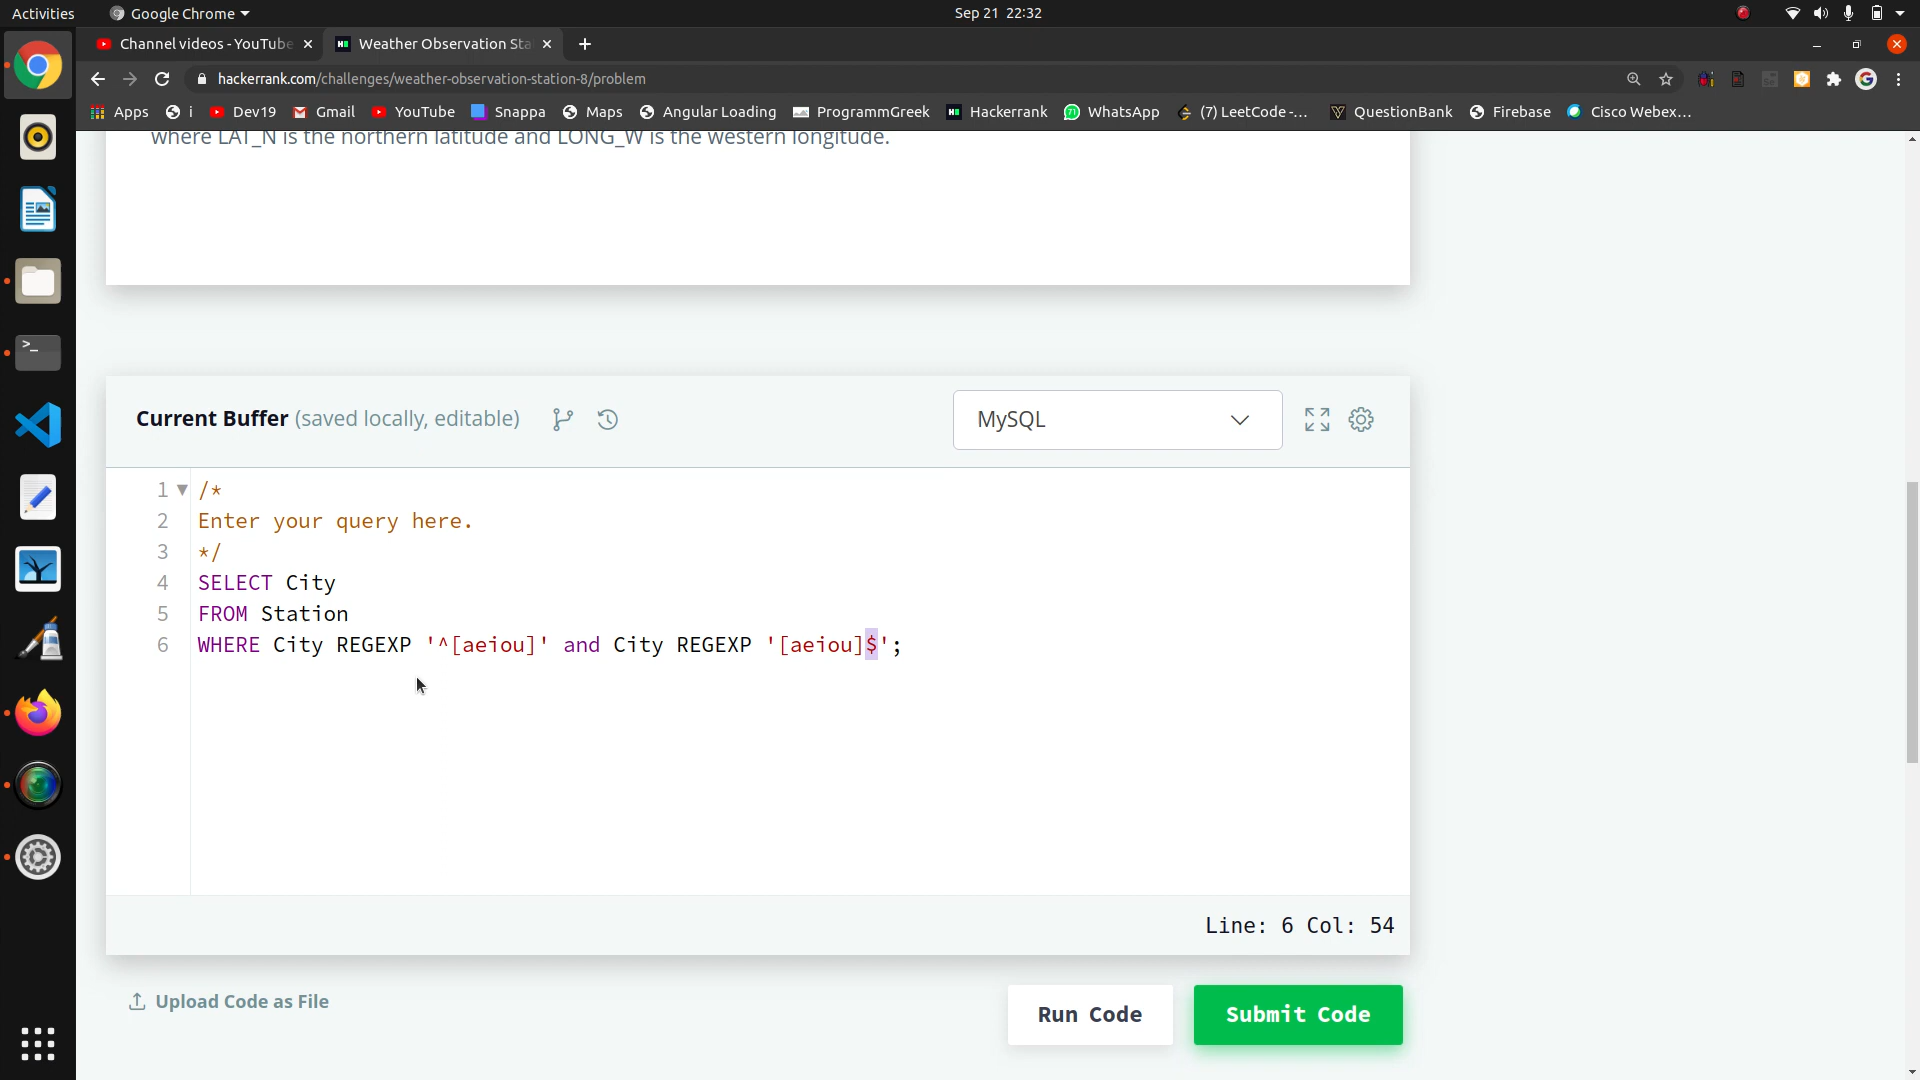 Activities
Google Chrome
Sep 21 22:32
Channel videos - YouTube
Weather Observation Sta
hackerrank.com/challenges/weather-observation-station-8/problem
Apps
i
Dev19
Gmail
YouTube
Snappa
Maps
Angular Loading
ProgrammGreek
Hackerrank
WhatsApp
(7) LeetCode -...
QuestionBank
Firebase
Cisco Webex...
where LAT_N is the northern latitude and LONG_W is the western longitude.
Current Buffer (saved locally, editable)
MySQL
1 /*
2 Enter your query here.
3 */
4 SELECT City
5 FROM Station
6 WHERE City REGEXP '^[aeiou]' and City REGEXP '[aeiou]$';
Line: 6 Col: 54
Upload Code as File
Run Code
Submit Code